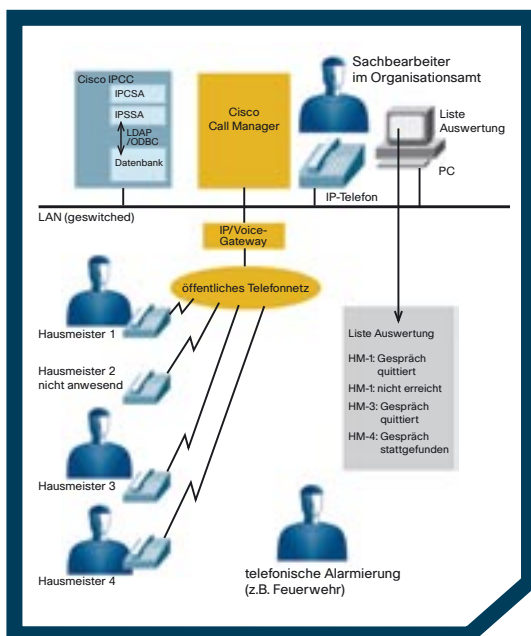 Cisco IPCC
IPCSA
IPSSA
LDAP
/ODBC
Datenbank
Cisco
Call Manager
Sachbearbeiter
im Organisationsamt
Liste
Auswertung
PC
IP-Telefon
LAN (geswitched)
IP/Voice-
Gateway
öffentliches Telefonnetz
Hausmeister 1
Hausmeister 2
nicht anwesend
Hausmeister 3
Hausmeister 4
Liste Auswertung
HM-1: Gespräch
quittiert
HM-1: nicht erreicht
HM-3: Gespräch
quittiert
HM-4: Gespräch
stattgefunden
telefonische Alarmierung
(z.B. Feuerwehr)